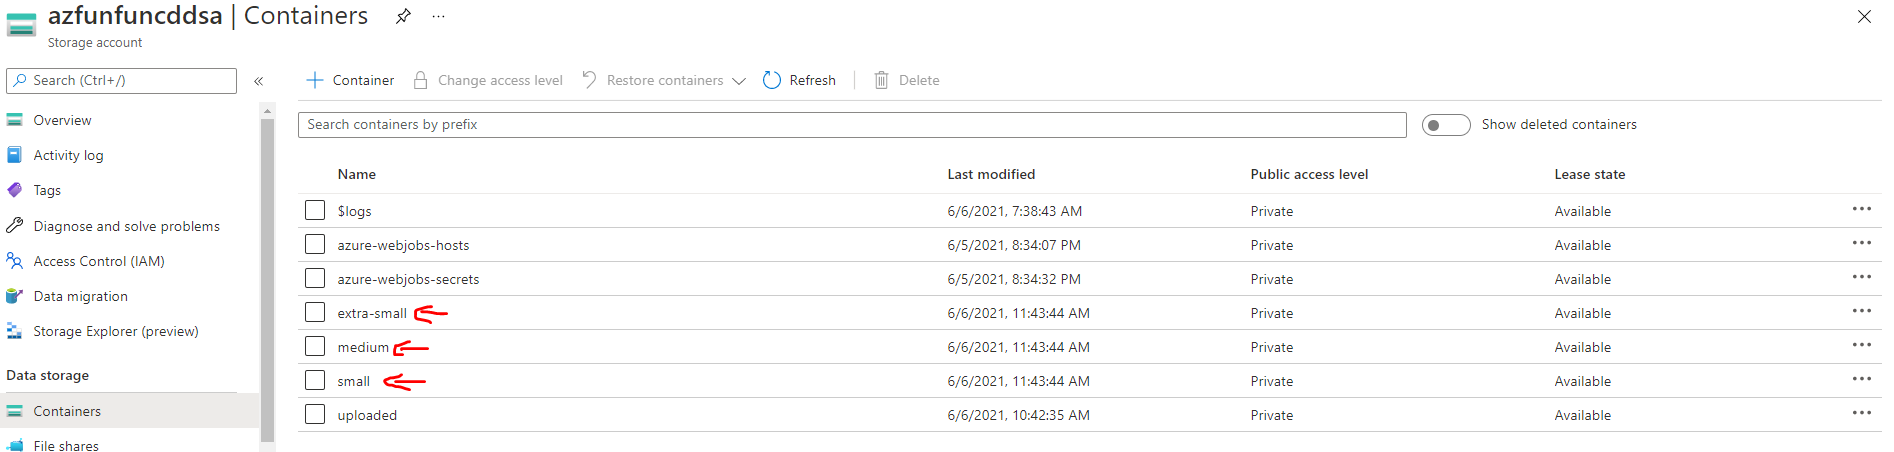 azfunfuncddsa | Containers
Storage account
Search (Ctrl+/)
Overview
Activity log
Tags
Diagnose and solve problems
Access Control (IAM)
Data migration
Storage Explorer (preview)
Data storage
Containers
File shares
Container Change access level Restore containers Refresh Delete
Search containers by prefix
Show deleted containers
Name Last modified Public access level Lease state
$logs 6/6/2021, 7:38:43 AM Private Available
azure-webjobs-hosts 6/5/2021, 8:34:07 PM Private Available
azure-webjobs-secrets 6/5/2021, 8:34:32 PM Private Available
extra-small 6/6/2021, 11:43:44 AM Private Available
medium 6/6/2021, 11:43:44 AM Private Available
small 6/6/2021, 11:43:44 AM Private Available
uploaded 6/6/2021, 10:42:35 AM Private Available